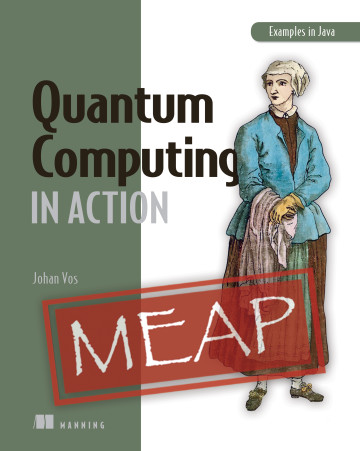 Examples in Java
Quantum
Computing
IN ACTION
Johan Vos
MEAP
MANNING